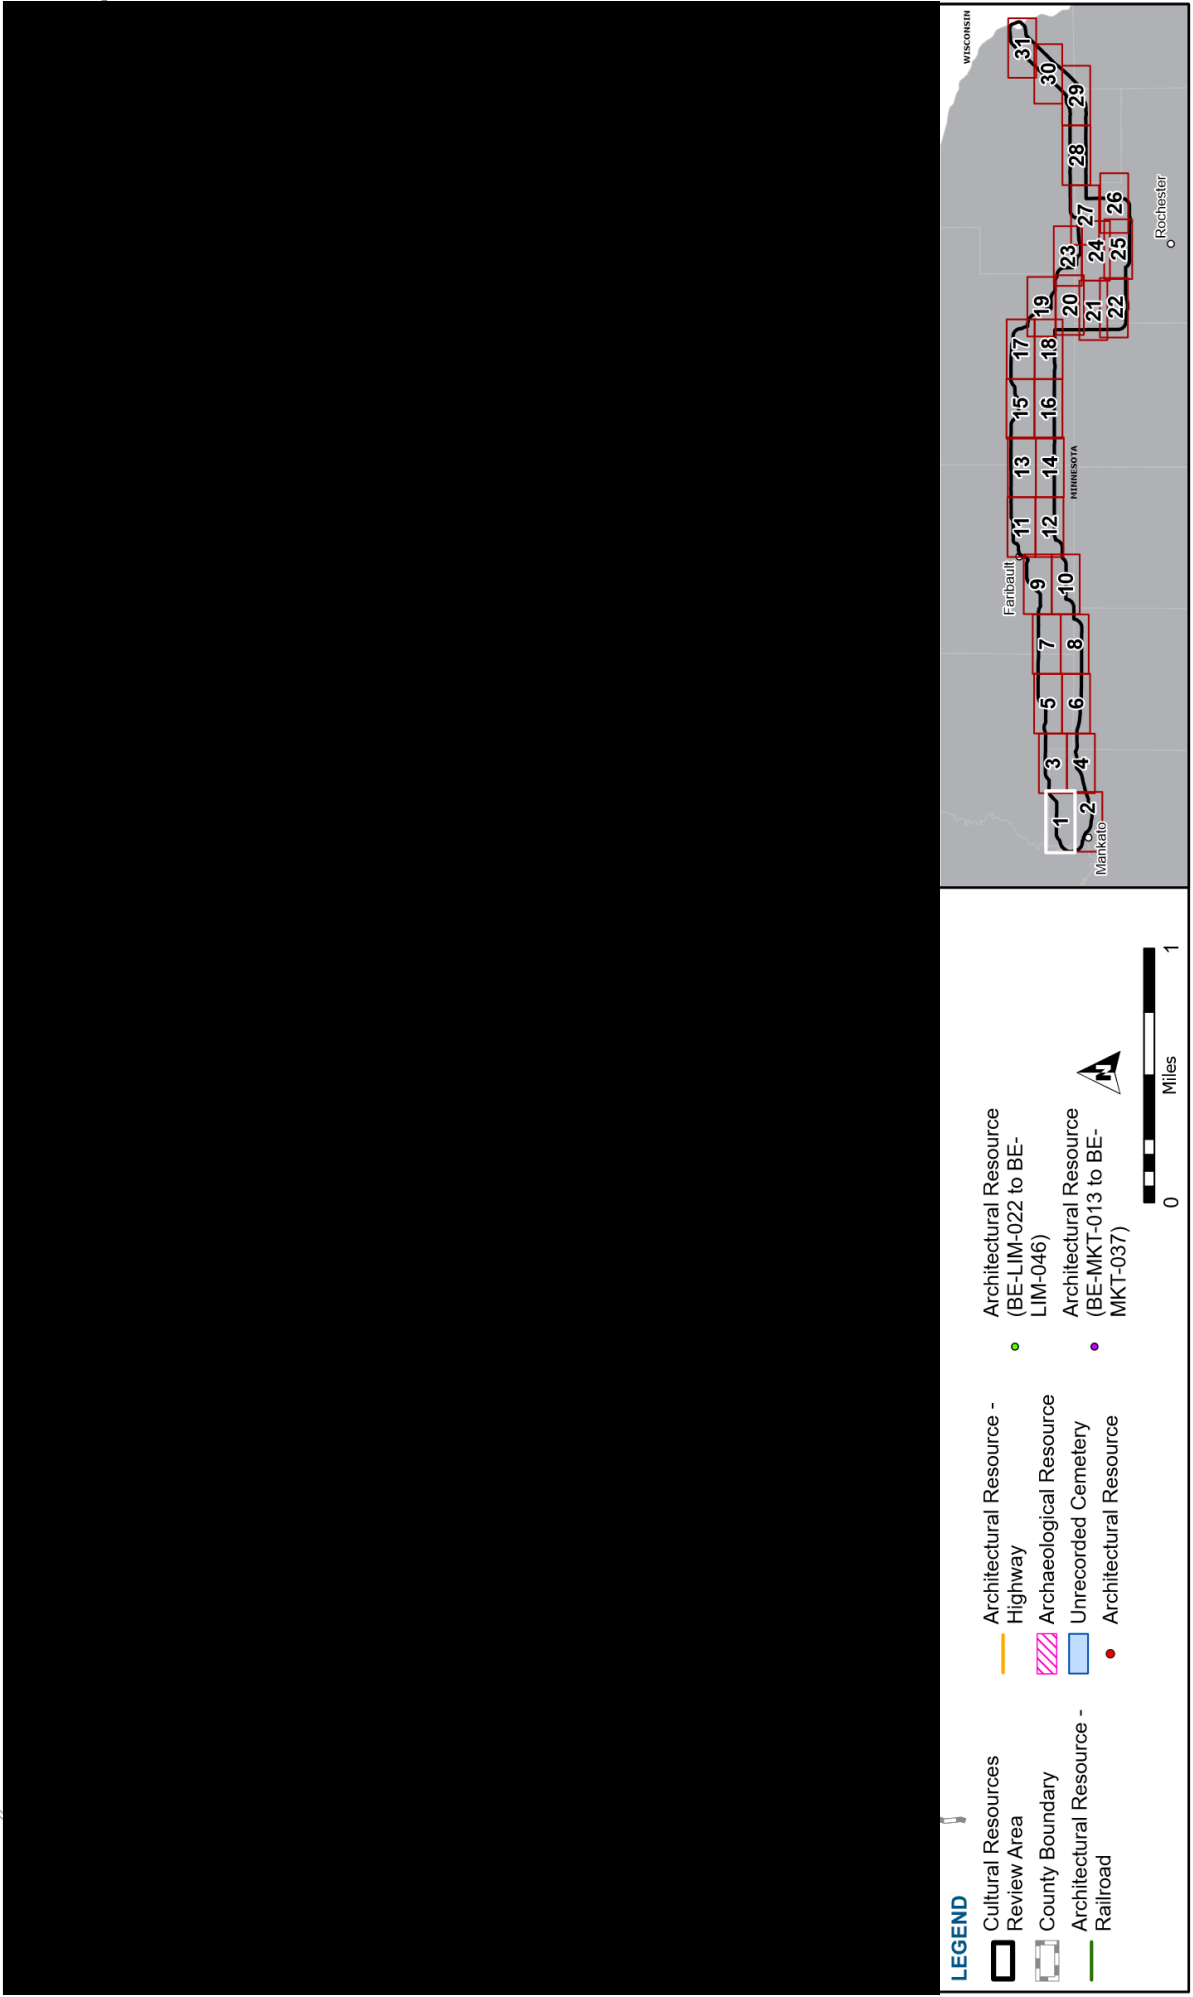 LEGEND
Cultural Resources
Review Area
County Boundary
Architectural Resource -
Railroad
Architectural Resource -
Highway
Archaeological Resource
Unrecorded Cemetery
Architectural Resource
Architectural Resource
(BE-LIM-022 to BE-
LIM-046)
Architectural Resource
(BE-MKT-013 to BE-
MKT-037)
N
0
Miles
1
WISCONSIN
MINNESOTA
Mankato
Faribault
Rochester
1
2
3
4
5
6
7
8
9
10
11
12
13
14
15
16
17
18
19
20
21
22
23
24
25
26
27
28
29
30
31